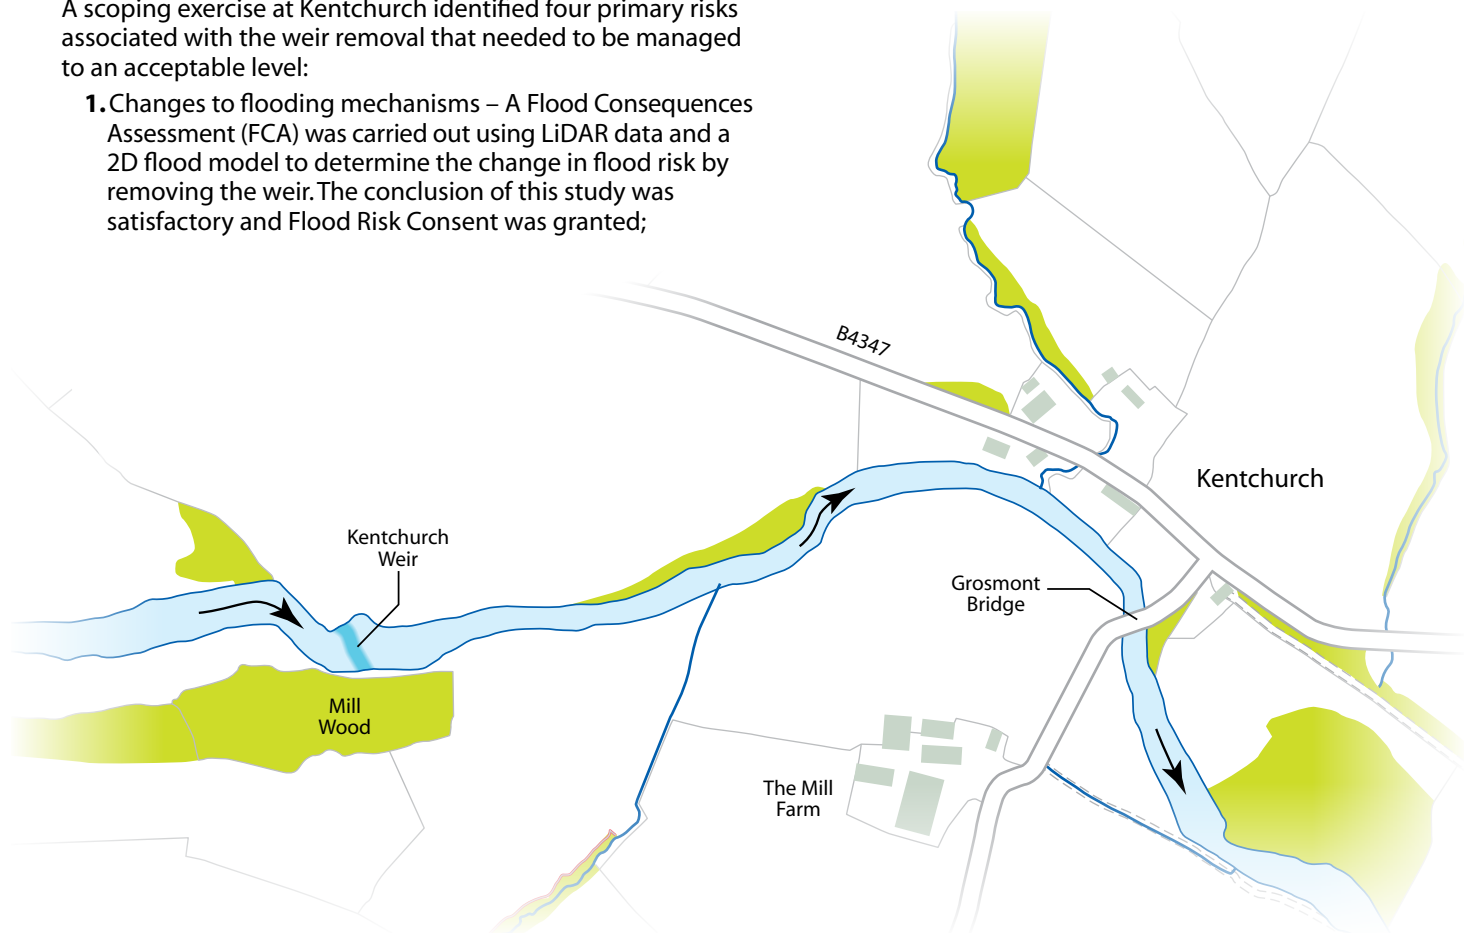 A scoping exercise at Kentchurch identified four primary risks
associated with the weir removal that needed to be managed
to an acceptable level:
1. Changes to flooding mechanisms – A Flood Consequences
Assessment (FCA) was carried out using LiDAR data and a
2D flood model to determine the change in flood risk by
removing the weir. The conclusion of this study was
satisfactory and Flood Risk Consent was granted;
B4347
Kentchurch
Kentchurch
Weir
Grosmont
Bridge
Mill
Wood
The Mill
Farm